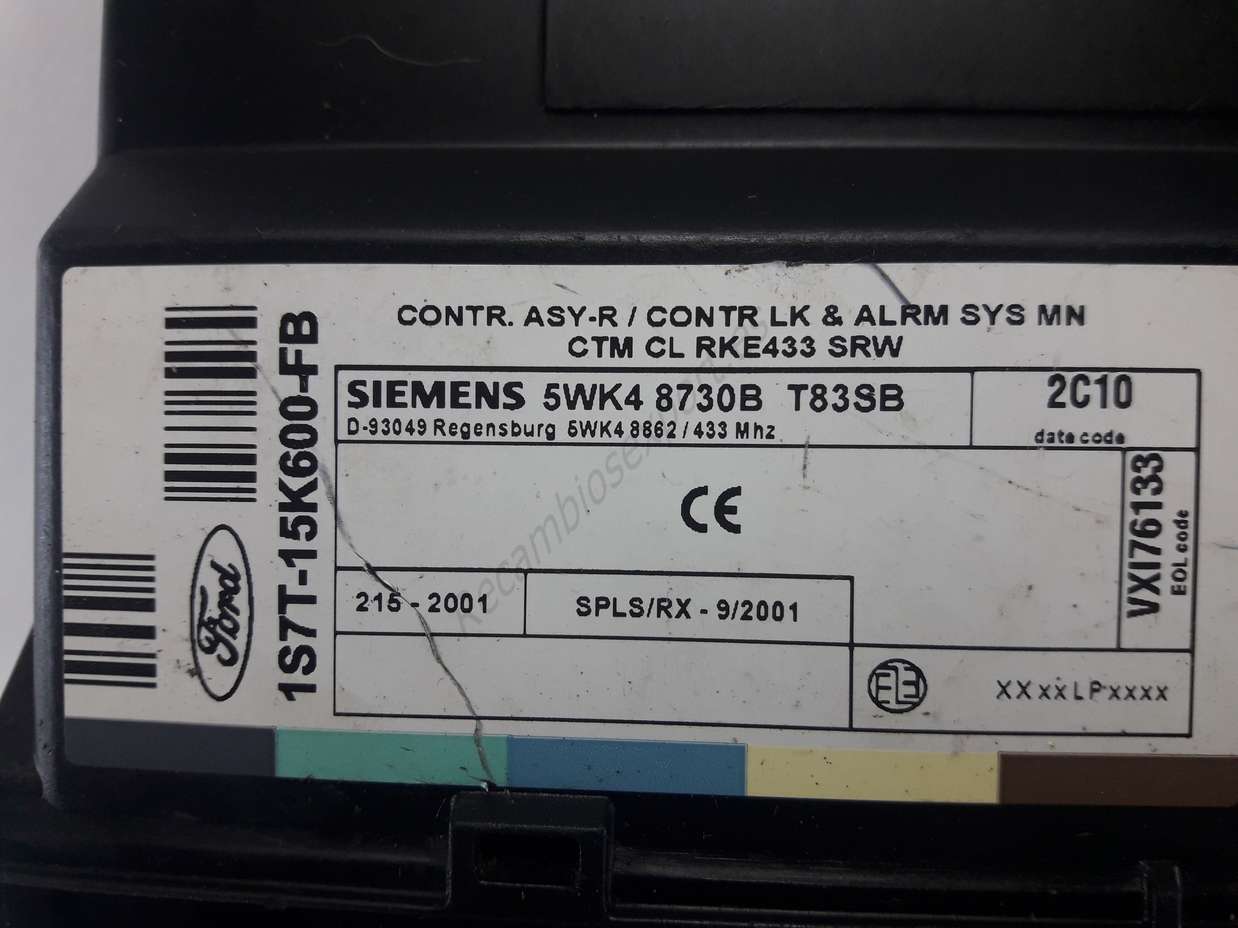 CONTR. ASY-R / CONTR LK & ALRM SYS MN
CTM CL RKE433 SRW
SIEMENS 5WK4 8730B T83SB
D-93049 Regensburg 5WK4 8862 / 433 Mhz
2C10
date code
VXI76133
EOL code
CE
215 - 2001
SPLS/RX - 9/2001
XXXXLPXXXX
1S7T-15K600-FB
Ford